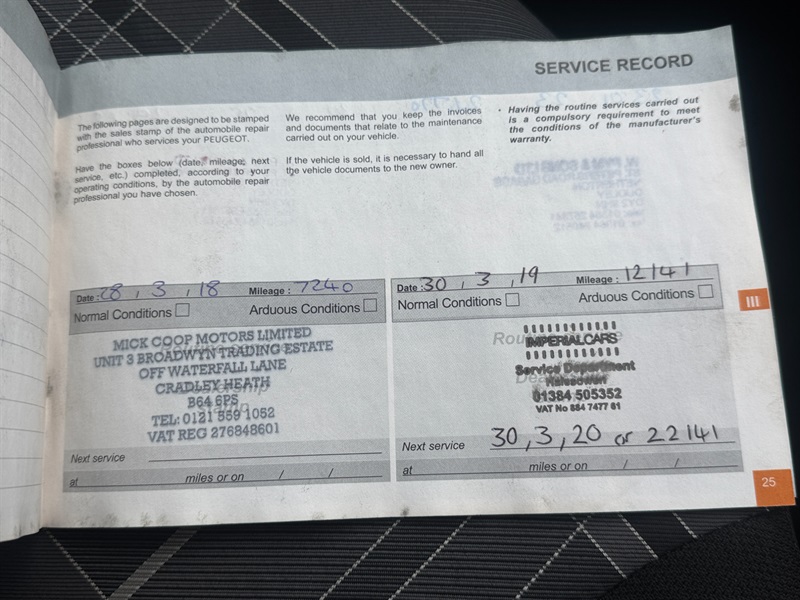 SERVICE RECORD
The following pages are designed to be stamped
with the sales stamp of the automobile repair
professional who services your PEUGEOT.
Have the boxes below (date, mileage, next
service, etc.) completed, according to your
operating conditions, by the automobile repair
professional you have chosen.
We recommend that you keep the invoices
and documents that relate to the maintenance
carried out on your vehicle.
If the vehicle is sold, it is necessary to hand all
the vehicle documents to the new owner.
• Having the routine services carried out
is a compulsory requirement to meet
the conditions of the manufacturer's
warranty.
Date : 28 , 3 , 18 Mileage : 7240
Normal Conditions Arduous Conditions
MICK COOP MOTORS LIMITED
UNIT 3 BROADWYN TRADING ESTATE
OFF WATERFALL LANE
CRADLEY HEATH
B64 6PS
TEL: 0121 559 1052
VAT REG 276848601
Next service
at miles or on / /
Date : 30 , 3 , 19 Mileage : 12141
Normal Conditions Arduous Conditions
IMPERIAL CARS
Service Department
Halesowen
01384 505352
VAT No 884 7477 61
Next service 30, 3, 20 or 22141
at miles or on / /
III
25